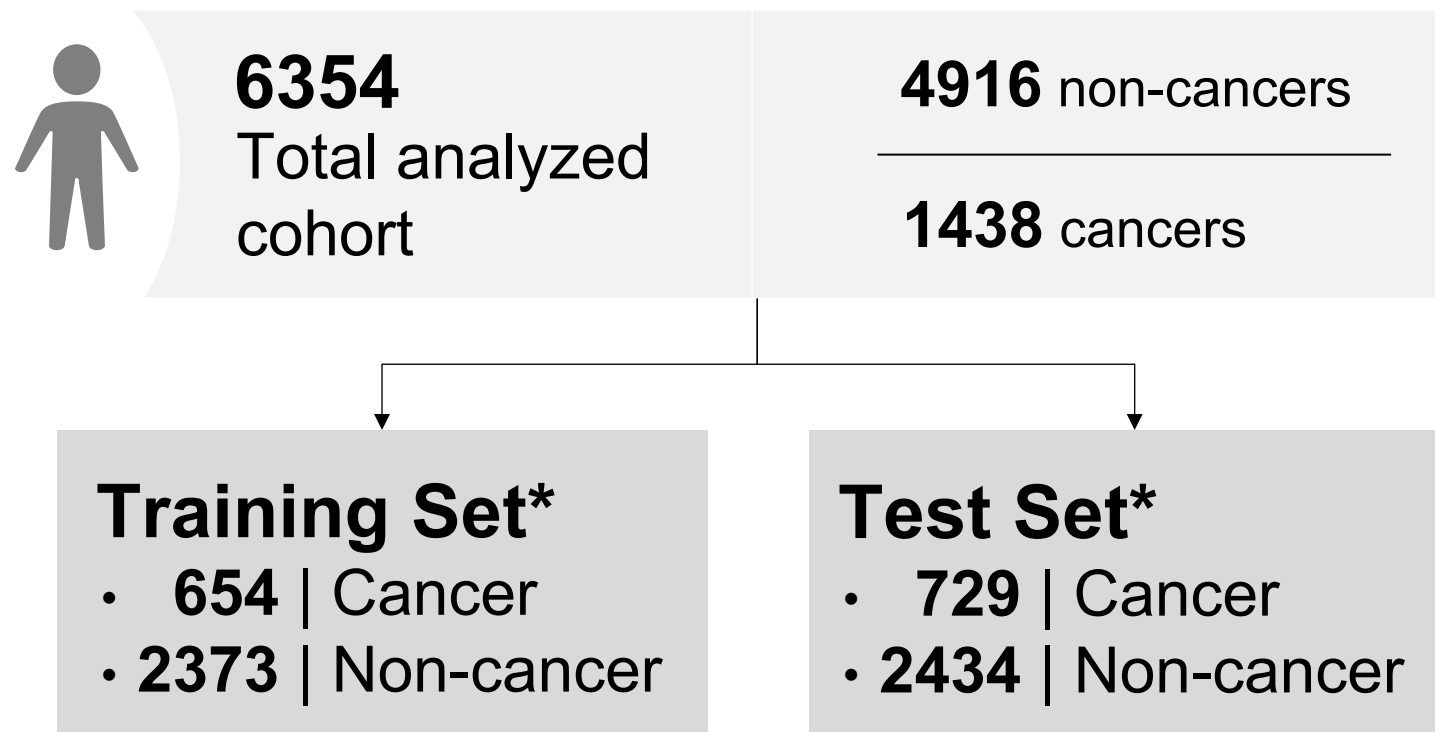 6354
Total analyzed
cohort
4916 non-cancers
1438 cancers
Training Set*
• 654 | Cancer
• 2373 | Non-cancer
Test Set*
• 729 | Cancer
• 2434 | Non-cancer